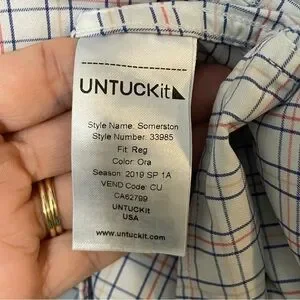 UNTUCKit
Style Name: Somerston
Style Number: 33985
Fit: Reg
Color: Ora
Season: 2019 SP 1A
VEND Code: CU
CA62799
UNTUCKit
USA
www.untuckit.com